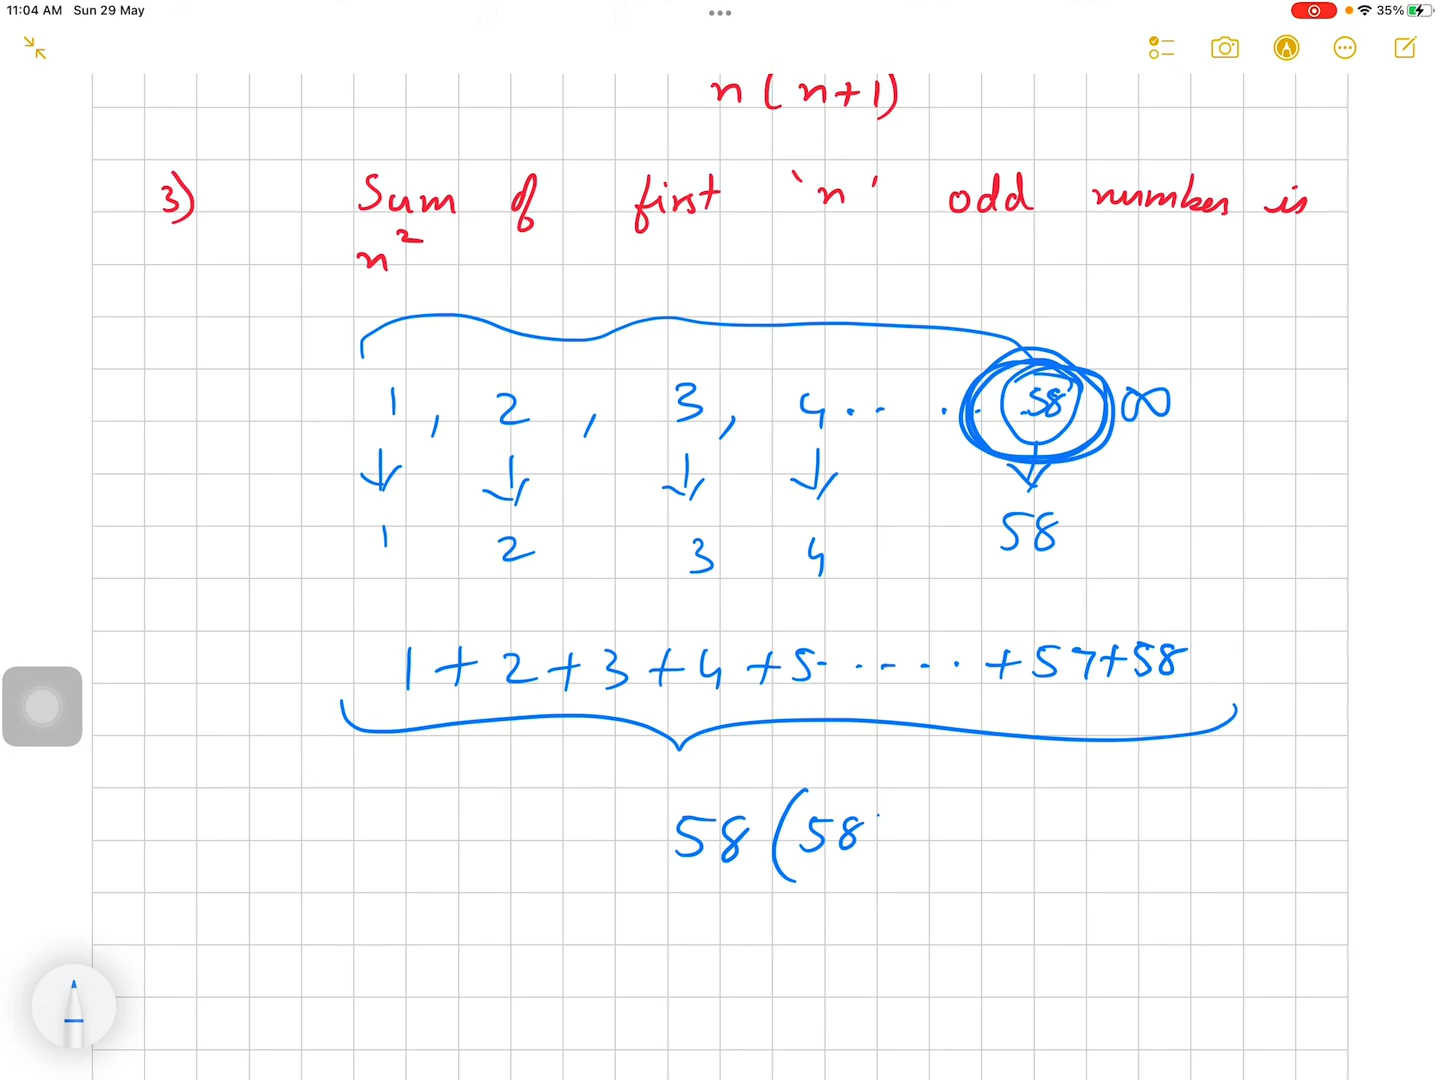 11:04 AM Sun 29 May
35%
n(n+1)
3) Sum of first 'n' odd numbers is
n²
1, 2, 3, 4.. .. 58 ∞
↓ ↓ ↓ ↓ ↓
1 2 3 4 58
1+2+3+4+5.....+57+58
58(58